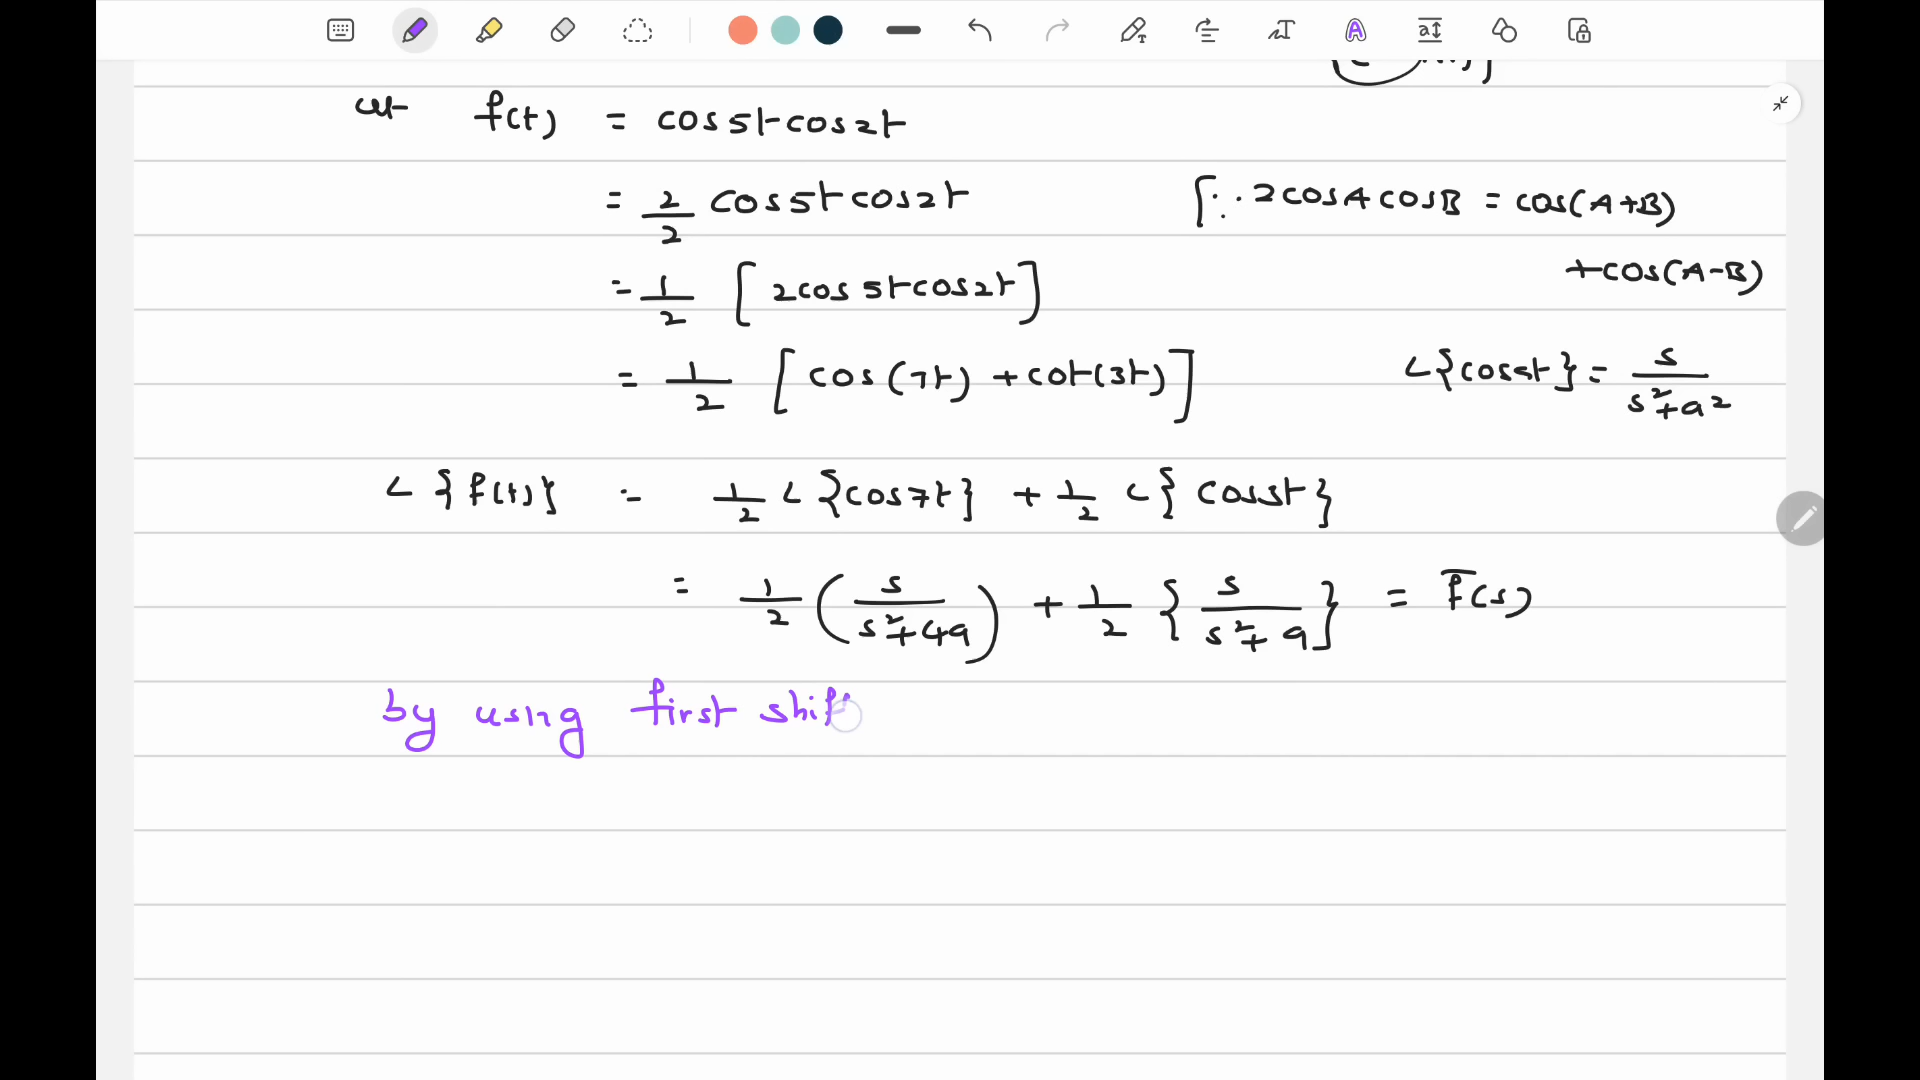 let f(t) = cos5t cos2t
= 2/2 cos5t cos2t [∵ 2cosA cosB = cos(A+B)
+cos(A-B)
= 1/2 [2cos5t cos2t]
= 1/2 [cos(7t) + cot(3t)] L{cosat} = s/(s²+a²)
L{f(t)} = 1/2 L{cos7t} + 1/2 L{cos3t}
= 1/2 (s/(s²+49)) + 1/2 {s/(s²+9)} = f̅(s)
by using first shif